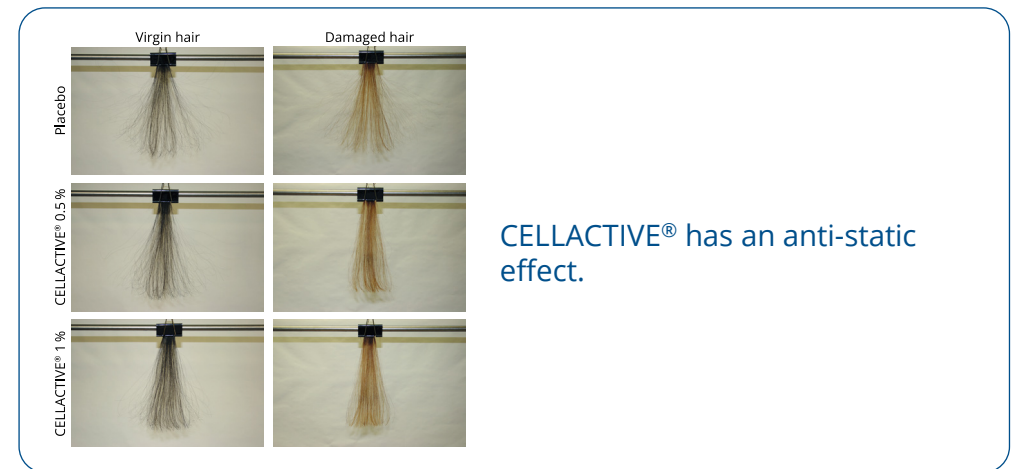 Virgin hair
Damaged hair
Placebo
CELLACTIVE® 0.5 %
CELLACTIVE® 1 %
CELLACTIVE® has an anti-static
effect.